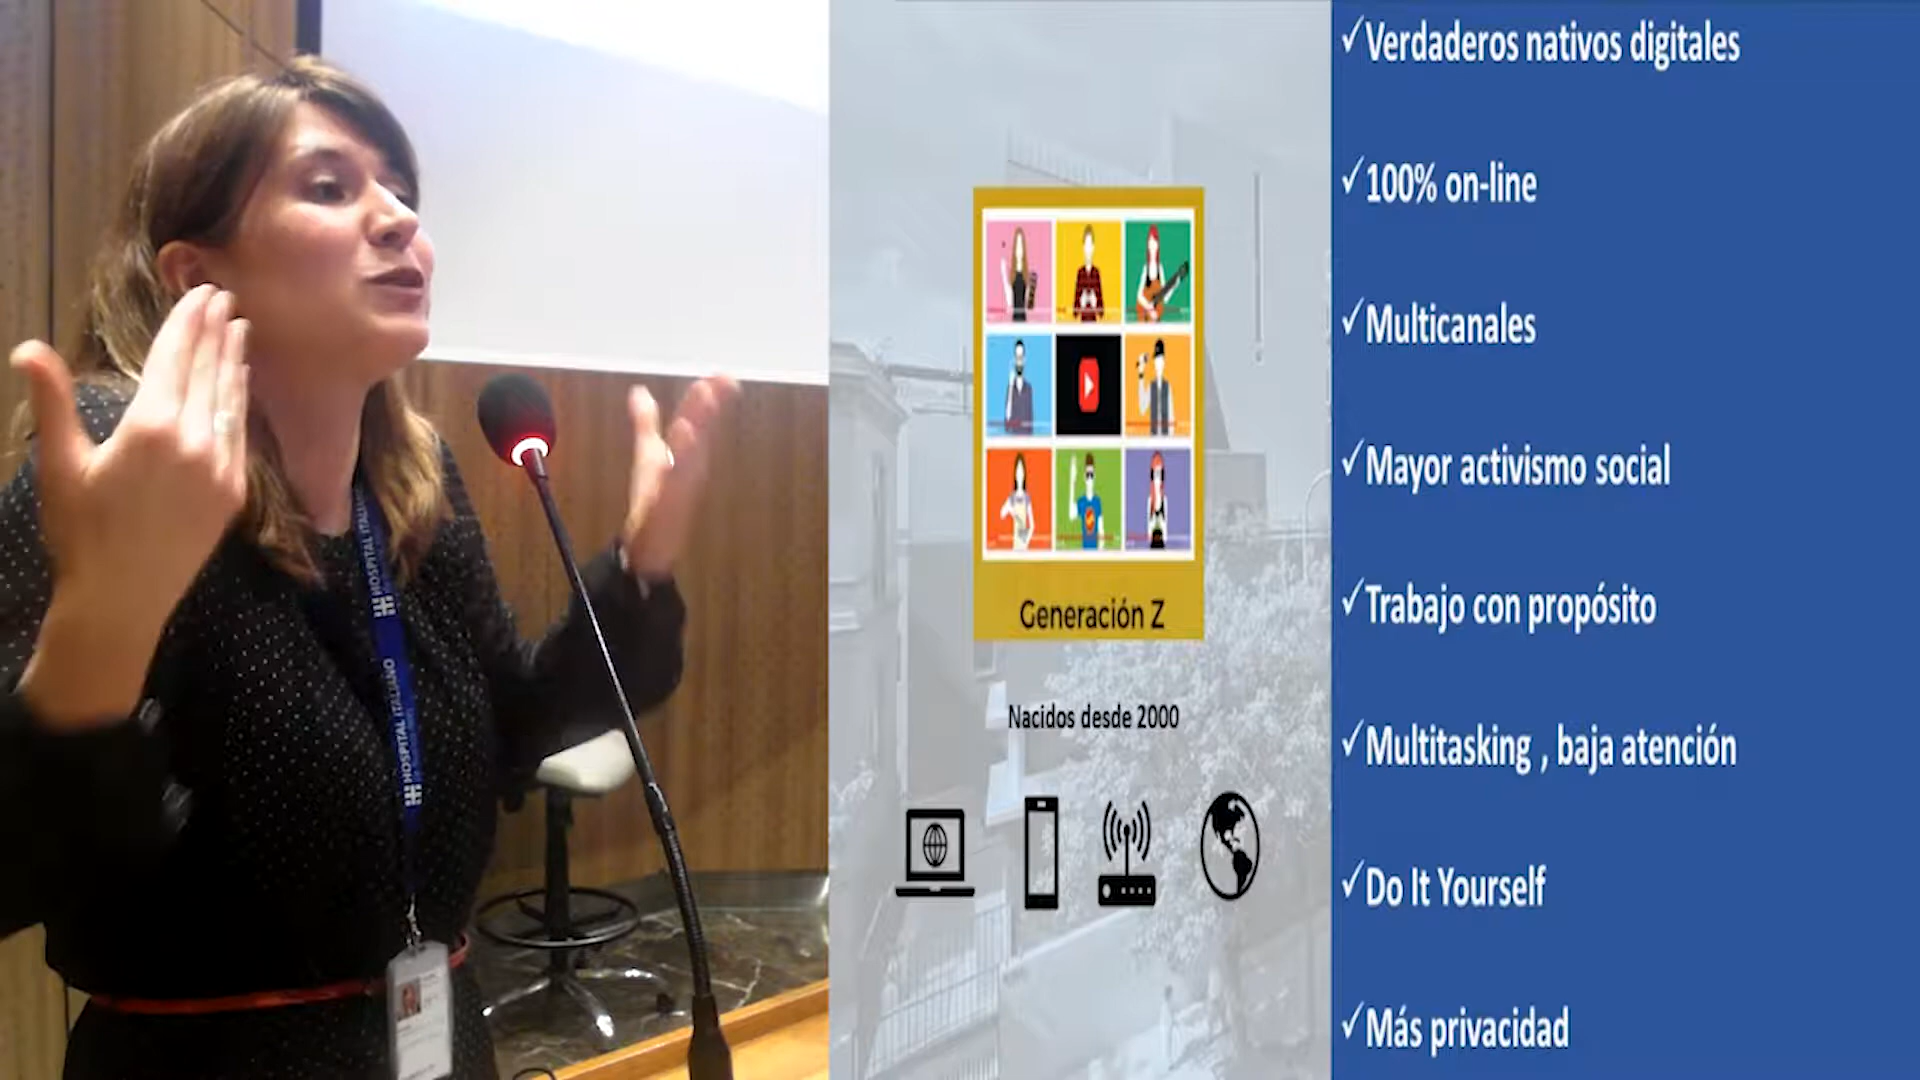 HOSPITAL ITALIANO
HOSPITAL ITALIANO
Generación Z
Nacidos desde 2000
✓Verdaderos nativos digitales
✓100% on-line
✓Multicanales
✓Mayor activismo social
✓Trabajo con propósito
✓Multitasking , baja atención
✓Do It Yourself
✓Más privacidad